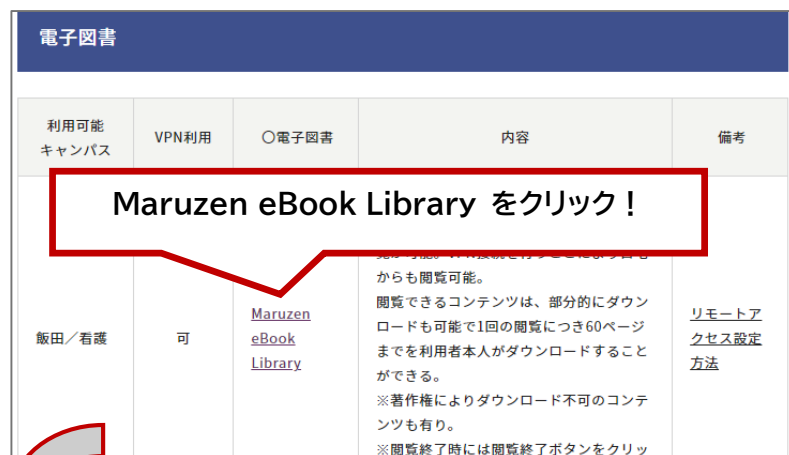 電子図書
利用可能
キャンパス
VPN利用
〇電子図書
内容
備考
Maruzen eBook Library をクリック！
飯田／看護
可
Maruzen
eBook
Library
からも閲覧可能。
閲覧できるコンテンツは、部分的にダウン
ロードも可能で1回の閲覧につき60ページ
までを利用者本人がダウンロードすること
ができる。
※著作権によりダウンロード不可のコンテ
ンツも有り。
※閲覧終了時には閲覧終了ボタンをクリッ
リモートア
クセス設定
方法